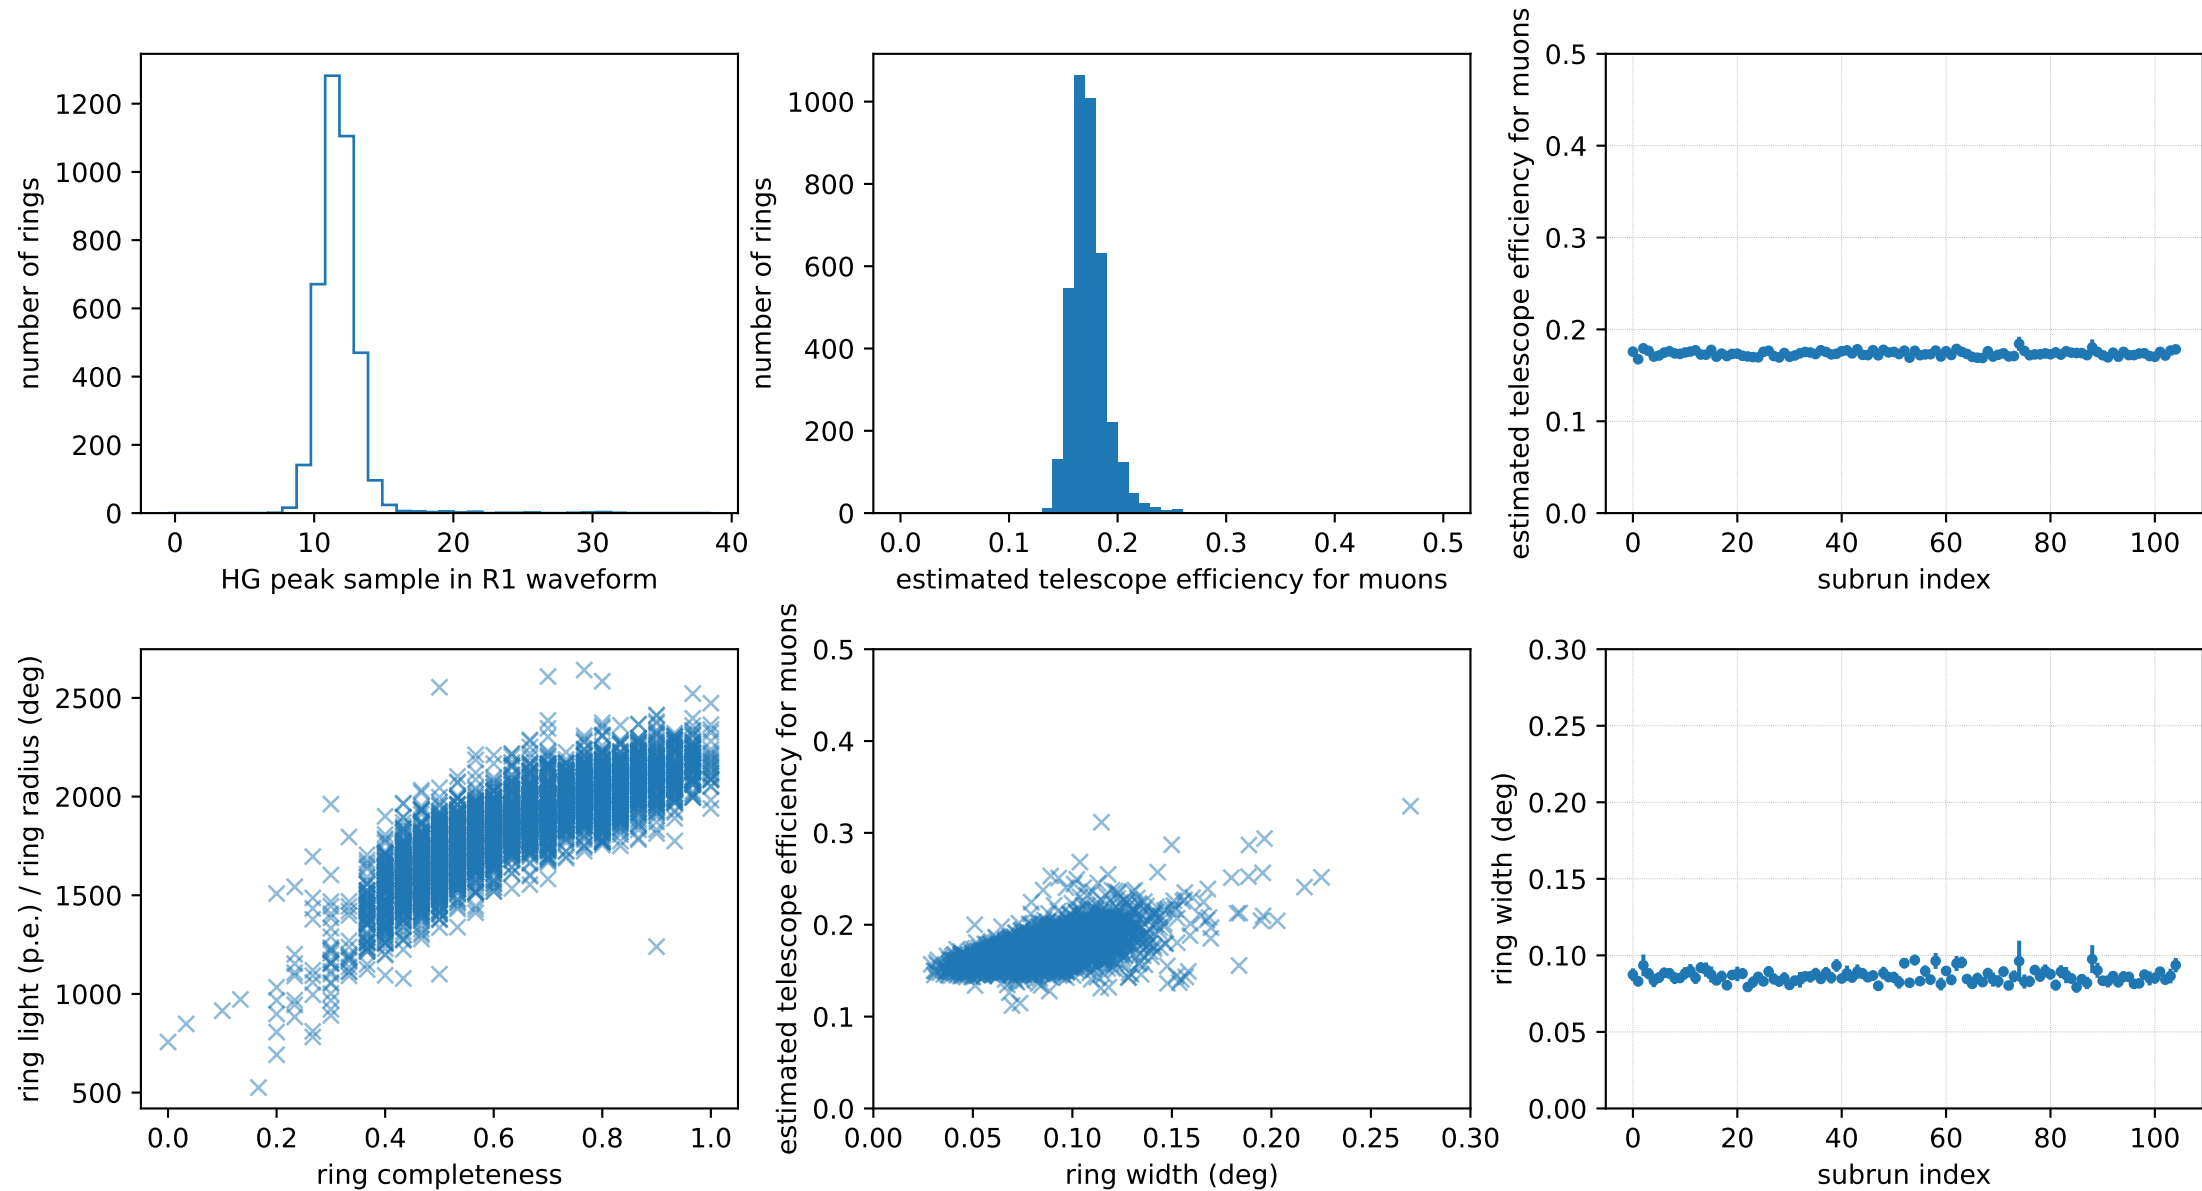 number of rings
1200
1000
800
600
400
200
0
0 10 20 30 40
HG peak sample in R1 waveform
number of rings
1000
800
600
400
200
0
0.0 0.1 0.2 0.3 0.4 0.5
estimated telescope efficiency for muons
estimated telescope efficiency for muons
0.5
0.4
0.3
0.2
0.1
0.0
0 20 40 60 80 100
subrun index
ring light (p.e.) / ring radius (deg)
2500
2000
1500
1000
500
0.0 0.2 0.4 0.6 0.8 1.0
ring completeness
estimated telescope efficiency for muons
0.5
0.4
0.3
0.2
0.1
0.0
0.00 0.05 0.10 0.15 0.20 0.25 0.30
ring width (deg)
ring width (deg)
0.30
0.25
0.20
0.15
0.10
0.05
0.00
0 20 40 60 80 100
subrun index